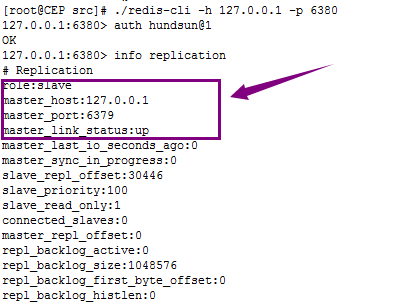 [root@CEP src]# ./redis-cli -h 127.0.0.1 -p 6380
127.0.0.1:6380> auth hundsun@1
OK
127.0.0.1:6380> info replication
# Replication
role:slave
master_host:127.0.0.1
master_port:6379
master_link_status:up
master_last_io_seconds_ago:0
master_sync_in_progress:0
slave_repl_offset:30446
slave_priority:100
slave_read_only:1
connected_slaves:0
master_repl_offset:0
repl_backlog_active:0
repl_backlog_size:1048576
repl_backlog_first_byte_offset:0
repl_backlog_histlen:0